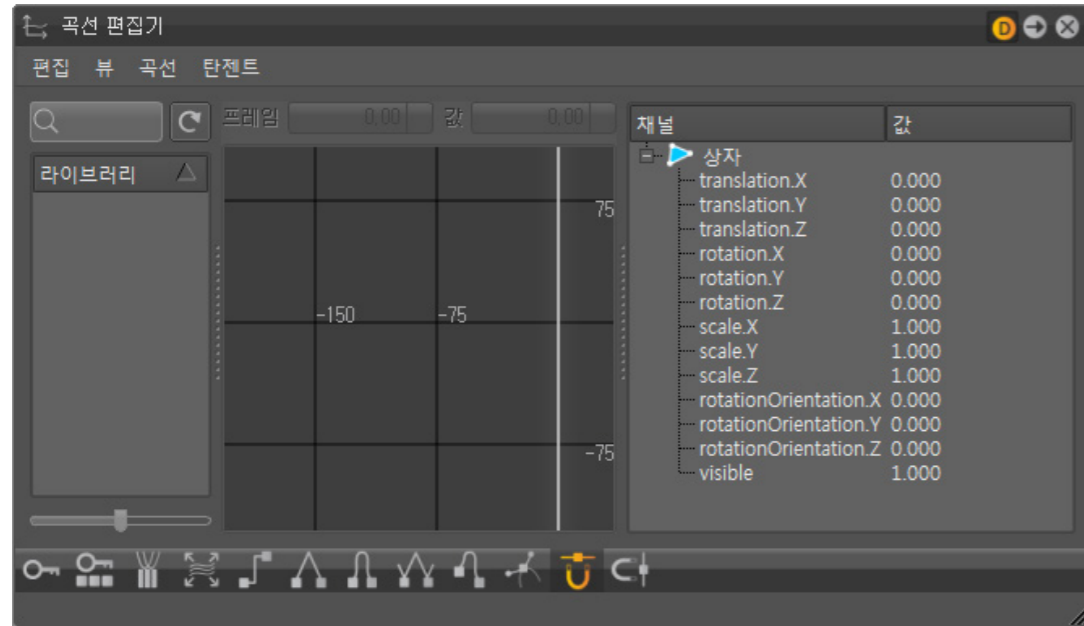 곡선 편집기
D
편집 뷰 곡선 탄젠트
프레임 0.00 값 0.00
라이브러리
75
-150 -75
-75
채널 값
상자
translation.X 0.000
translation.Y 0.000
translation.Z 0.000
rotation.X 0.000
rotation.Y 0.000
rotation.Z 0.000
scale.X 1.000
scale.Y 1.000
scale.Z 1.000
rotationOrientation.X 0.000
rotationOrientation.Y 0.000
rotationOrientation.Z 0.000
visible 1.000